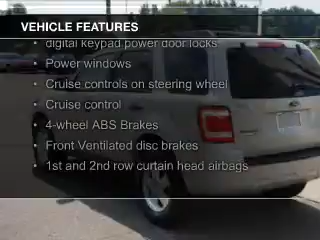 VEHICLE FEATURES
• digital keypad power door locks
• Power windows
• Cruise controls on steering wheel
• Cruise control
• 4-wheel ABS Brakes
• Front Ventilated disc brakes
• 1st and 2nd row curtain head airbags